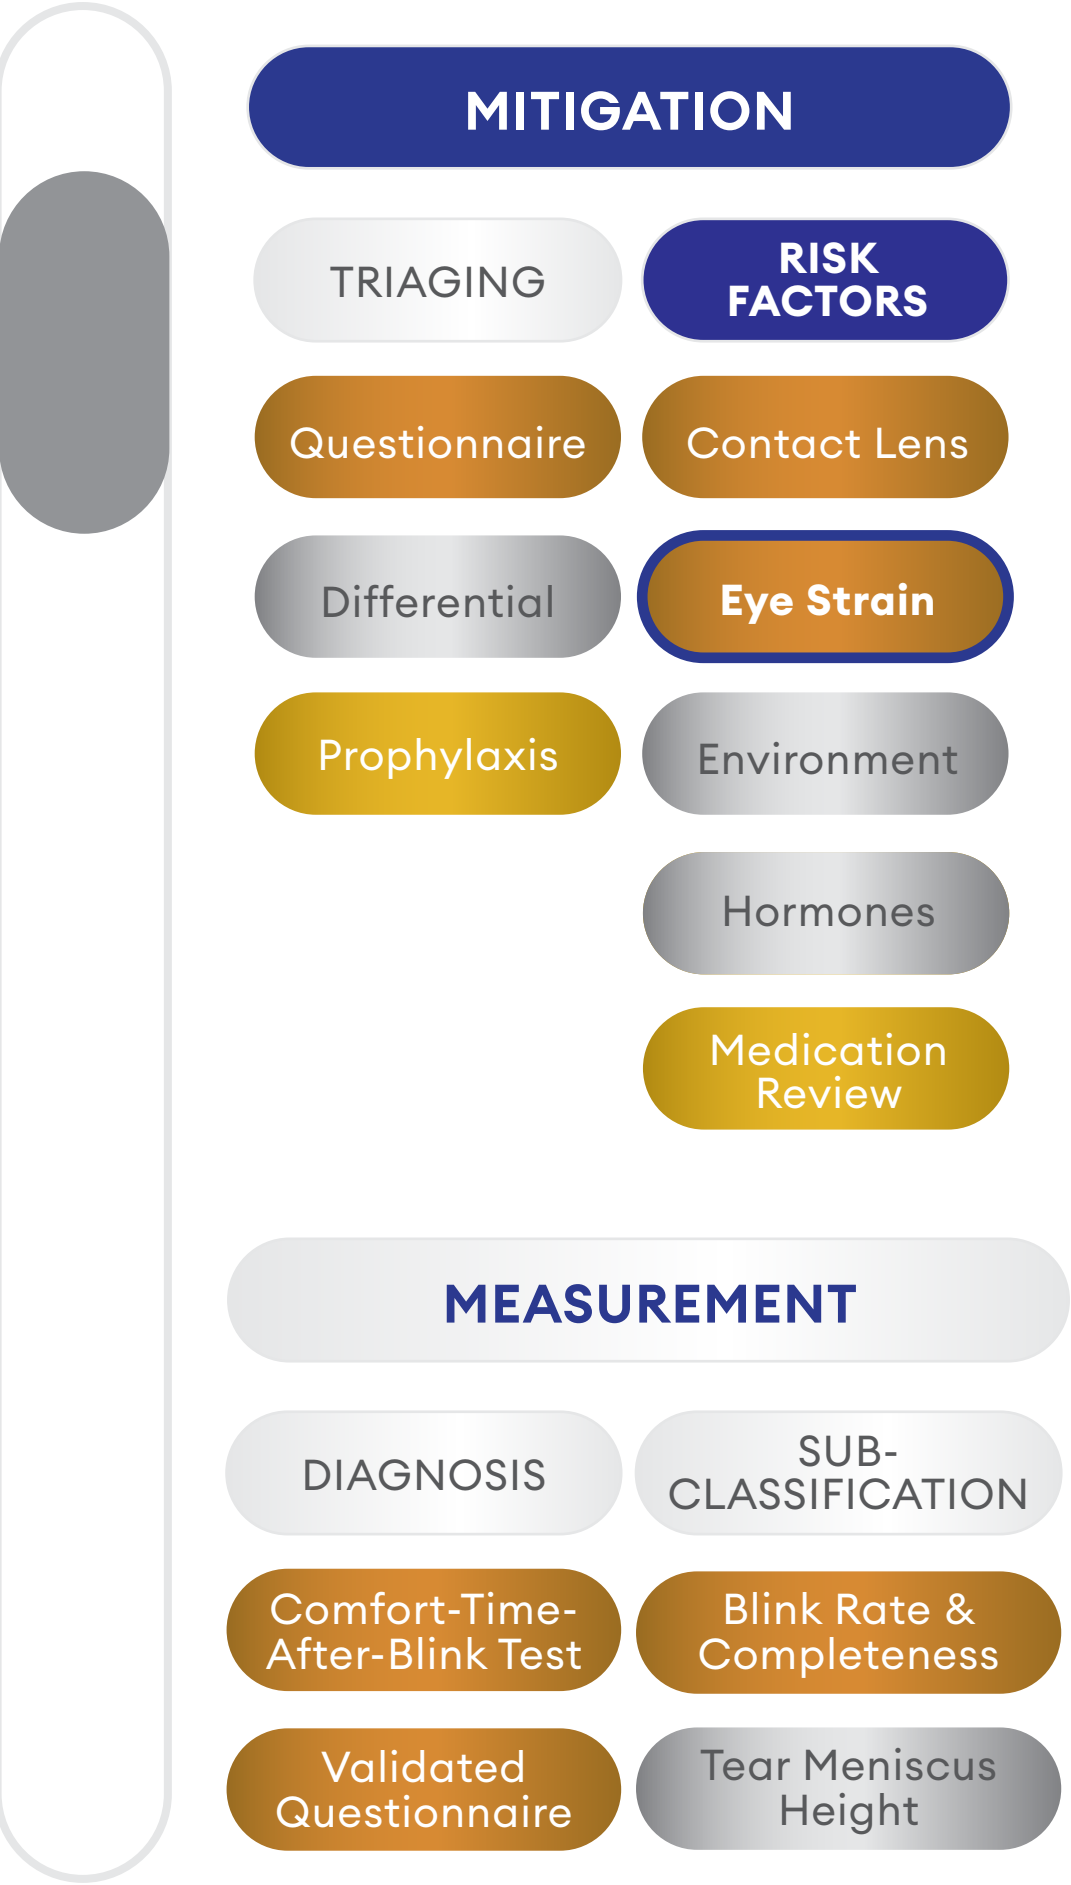 MITIGATION
TRIAGING
RISK
FACTORS
Questionnaire
Contact Lens
Differential
Eye Strain
Prophylaxis
Environment
Hormones
Medication
Review
MEASUREMENT
DIAGNOSIS
SUB-
CLASSIFICATION
Comfort-Time-
After-Blink Test
Blink Rate &
Completeness
Validated
Questionnaire
Tear Meniscus
Height